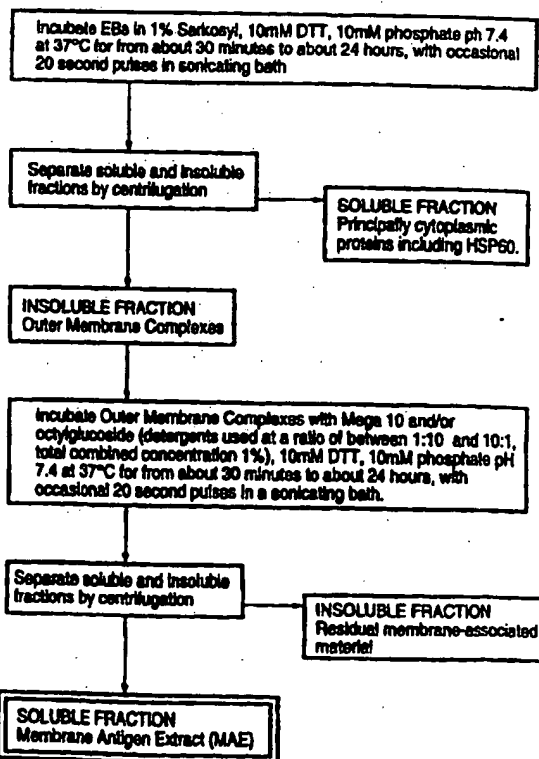 Incubate EBs in 1% Sarkosyl, 10mM DTT, 10mM phosphate ph 7.4
at 37°C for from about 30 minutes to about 24 hours, with occasional
20 second pulses in sonicating bath
Separate soluble and insoluble
fractions by centrifugation
SOLUBLE FRACTION
Principally cytoplasmic
proteins including HSP60.
INSOLUBLE FRACTION
Outer Membrane Complexes
Incubate Outer Membrane Complexes with Mega 10 and/or
octylglucoside (detergents used at a ratio of between 1:10 and 10:1,
total combined concentration 1%), 10mM DTT, 10mM phosphate pH
7.4 at 37°C for from about 30 minutes to about 24 hours, with
occasional 20 second pulses in a sonicating bath.
Separate soluble and insoluble
fractions by centrifugation
INSOLUBLE FRACTION
Residual membrane-associated
material
SOLUBLE FRACTION
Membrane Antigen Extract (MAE)